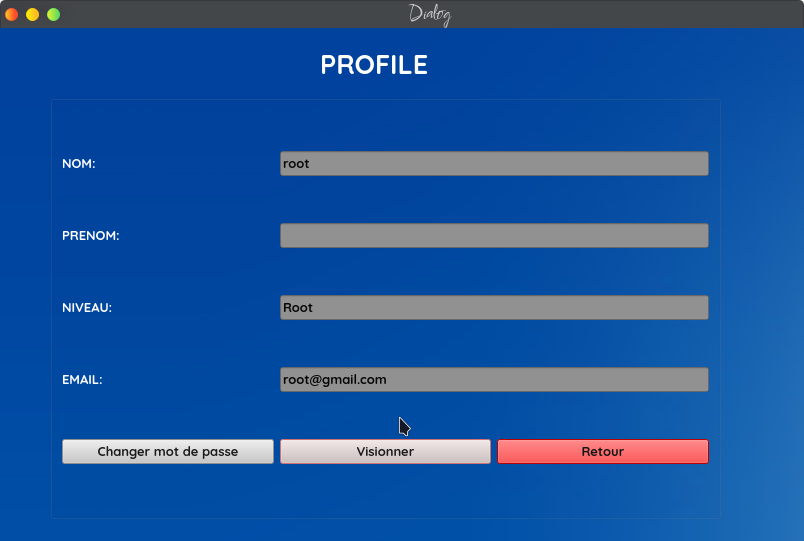 Dialog
PROFILE
NOM: root
PRENOM:
NIVEAU: Root
EMAIL: root@gmail.com
Changer mot de passe Visionner Retour